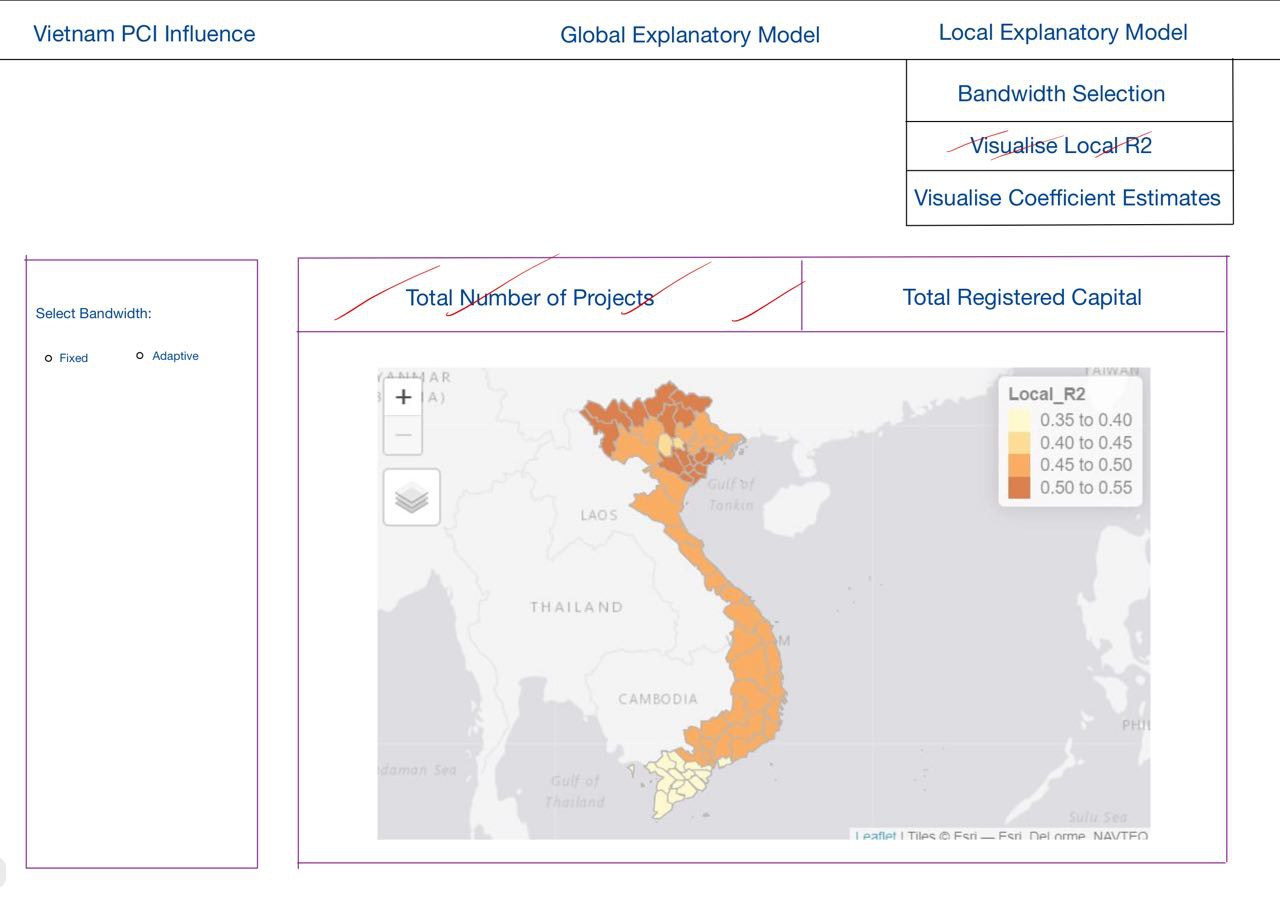 Vietnam PCI Influence
Global Explanatory Model
Local Explanatory Model
Bandwidth Selection
Visualise Local R2
Visualise Coefficient Estimates
Select Bandwidth:
Fixed
Adaptive
Total Number of Projects
Total Registered Capital
+
−
Local_R2
0.35 to 0.40
0.40 to 0.45
0.45 to 0.50
0.50 to 0.55
TAIWAN
Gulf of
Tonkin
LAOS
THAILAND
CAMBODIA
Gulf of
Thailand
daman Sea
PHIL
Sulu Sea
Leaflet | Tiles © Esri — Esri, DeLorme, NAVTEQ